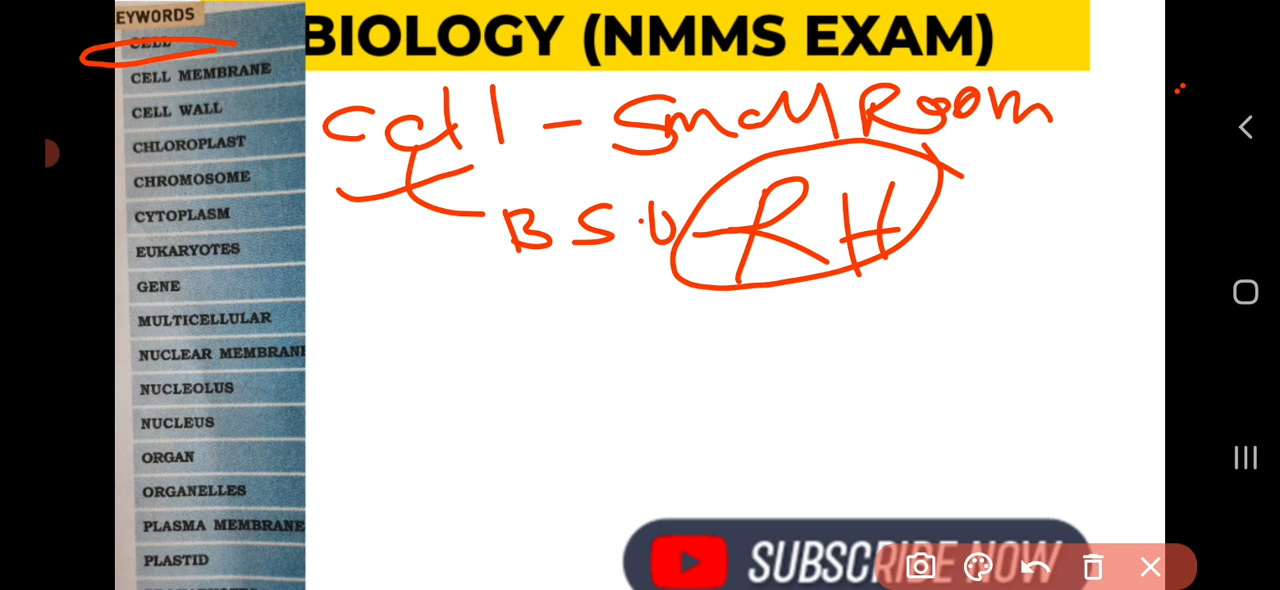 EYWORDS
CELL
CELL MEMBRANE
CELL WALL
CHLOROPLAST
CHROMOSOME
CYTOPLASM
EUKARYOTES
GENE
MULTICELLULAR
NUCLEAR MEMBRANE
NUCLEOLUS
NUCLEUS
ORGAN
ORGANELLES
PLASMA MEMBRANE
PLASTID
BIOLOGY (NMMS EXAM)
Cell - Small Room
B S U RH
SUBSCRIBE NOW